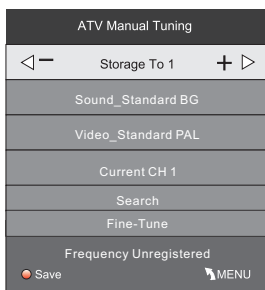 ATV Manual Tuning
Storage To 1
Sound_Standard BG
Video_Standard PAL
Current CH 1
Search
Fine-Tune
Frequency Unregistered
Save MENU